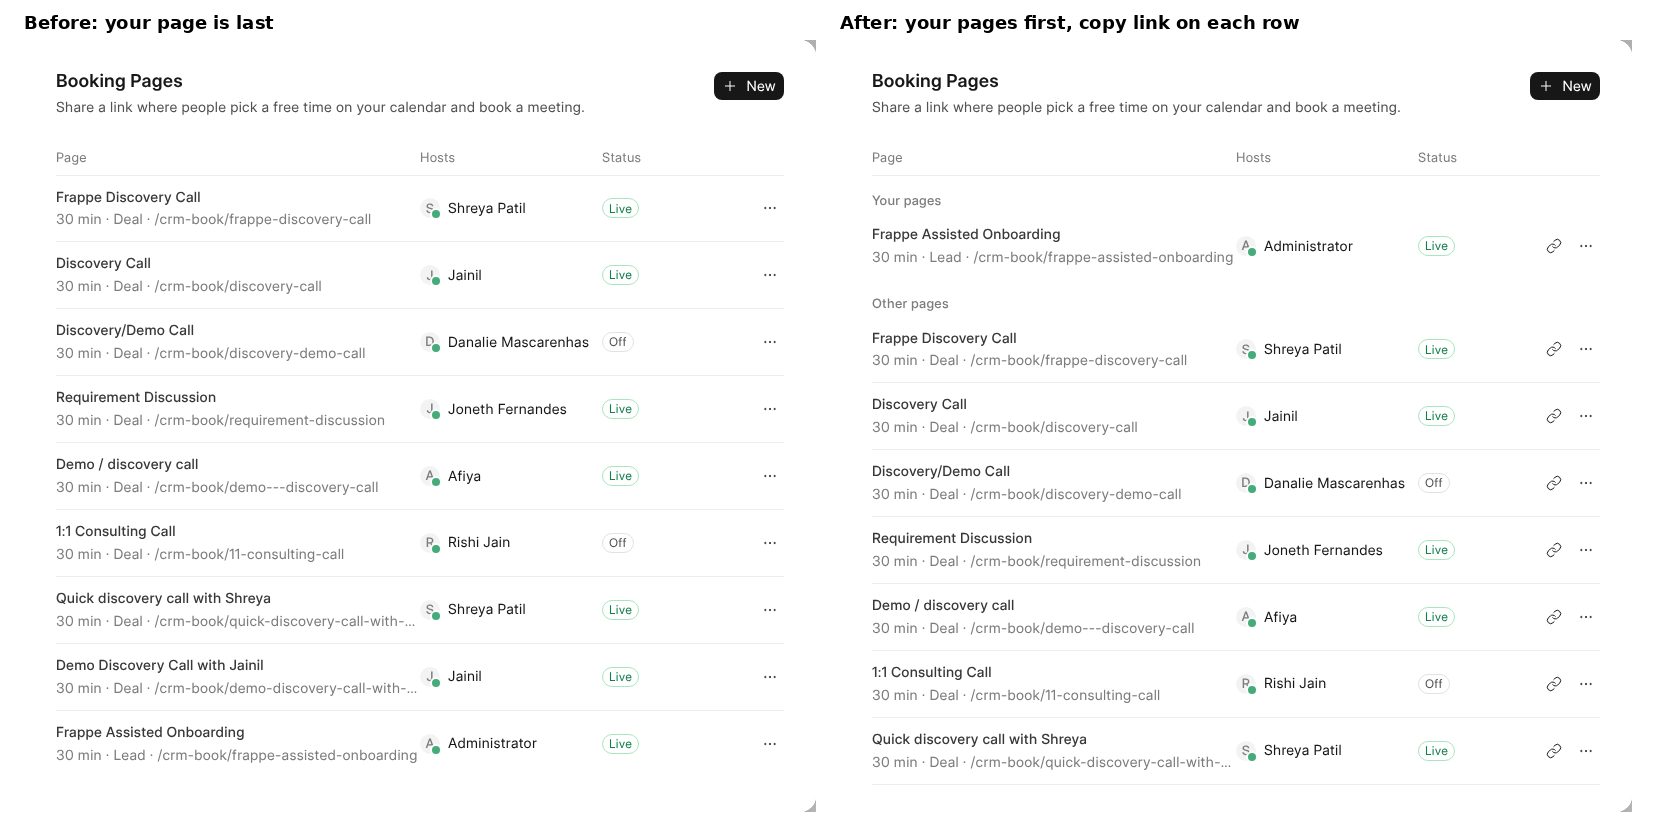 Before: your page is last
Booking Pages
+ New
Share a link where people pick a free time on your calendar and book a meeting.
Page Hosts Status
Frappe Discovery Call
30 min · Deal · /crm-book/frappe-discovery-call
S Shreya Patil Live ...
Discovery Call
30 min · Deal · /crm-book/discovery-call
J Jainil Live ...
Discovery/Demo Call
30 min · Deal · /crm-book/discovery-demo-call
D Danalie Mascarenhas Off ...
Requirement Discussion
30 min · Deal · /crm-book/requirement-discussion
J Joneth Fernandes Live ...
Demo / discovery call
30 min · Deal · /crm-book/demo---discovery-call
A Afiya Live ...
1:1 Consulting Call
30 min · Deal · /crm-book/11-consulting-call
R Rishi Jain Off ...
Quick discovery call with Shreya
30 min · Deal · /crm-book/quick-discovery-call-with-...
S Shreya Patil Live ...
Demo Discovery Call with Jainil
30 min · Deal · /crm-book/demo-discovery-call-with-...
J Jainil Live ...
Frappe Assisted Onboarding
30 min · Lead · /crm-book/frappe-assisted-onboarding
A Administrator Live ...
After: your pages first, copy link on each row
Booking Pages
+ New
Share a link where people pick a free time on your calendar and book a meeting.
Page Hosts Status
Your pages
Frappe Assisted Onboarding
30 min · Lead · /crm-book/frappe-assisted-onboarding
A Administrator Live ...
Other pages
Frappe Discovery Call
30 min · Deal · /crm-book/frappe-discovery-call
S Shreya Patil Live ...
Discovery Call
30 min · Deal · /crm-book/discovery-call
J Jainil Live ...
Discovery/Demo Call
30 min · Deal · /crm-book/discovery-demo-call
D Danalie Mascarenhas Off ...
Requirement Discussion
30 min · Deal · /crm-book/requirement-discussion
J Joneth Fernandes Live ...
Demo / discovery call
30 min · Deal · /crm-book/demo---discovery-call
A Afiya Live ...
1:1 Consulting Call
30 min · Deal · /crm-book/11-consulting-call
R Rishi Jain Off ...
Quick discovery call with Shreya
30 min · Deal · /crm-book/quick-discovery-call-with-...
S Shreya Patil Live ...